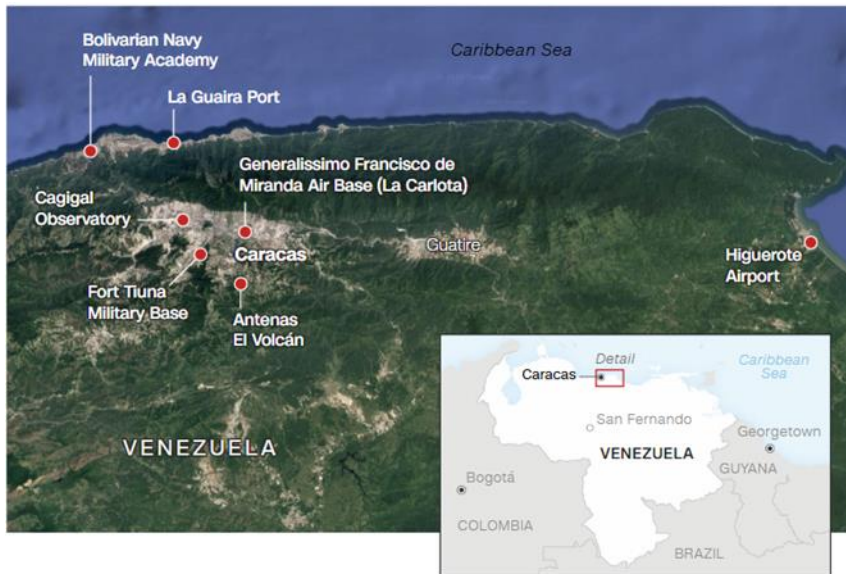 Bolivarian Navy
Military Academy
Caribbean Sea
La Guaira Port
Generalissimo Francisco de
Miranda Air Base (La Carlota)
Cagigal
Observatory
Caracas
Guatire
Higuerote
Airport
Fort Tiuna
Military Base
Antenas
El Volcán
VENEZUELA
Detail
Caribbean
Sea
Caracas
San Fernando
Georgetown
VENEZUELA
GUYANA
Bogotá
COLOMBIA
BRAZIL